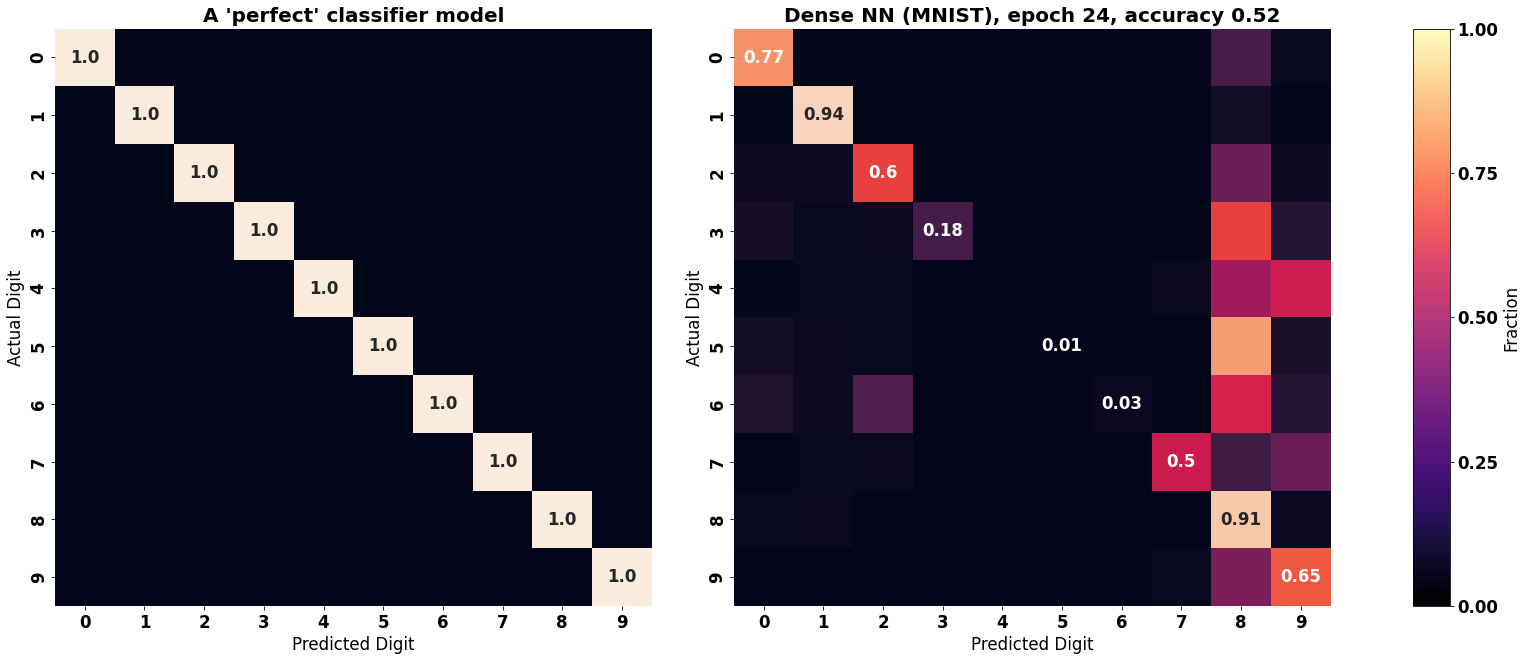 A 'perfect' classifier model
0 1.0
1 1.0
2 1.0
3 1.0
4 1.0
5 1.0
6 1.0
7 1.0
8 1.0
9 1.0
Actual Digit
0 1 2 3 4 5 6 7 8 9
Predicted Digit
Dense NN (MNIST), epoch 24, accuracy 0.52
0 0.77
1 0.94
2 0.6
3 0.18
4
5 0.01
6 0.03
7 0.5
8 0.91
9 0.65
Actual Digit
0 1 2 3 4 5 6 7 8 9
Predicted Digit
1.00
0.75
0.50
0.25
0.00
Fraction